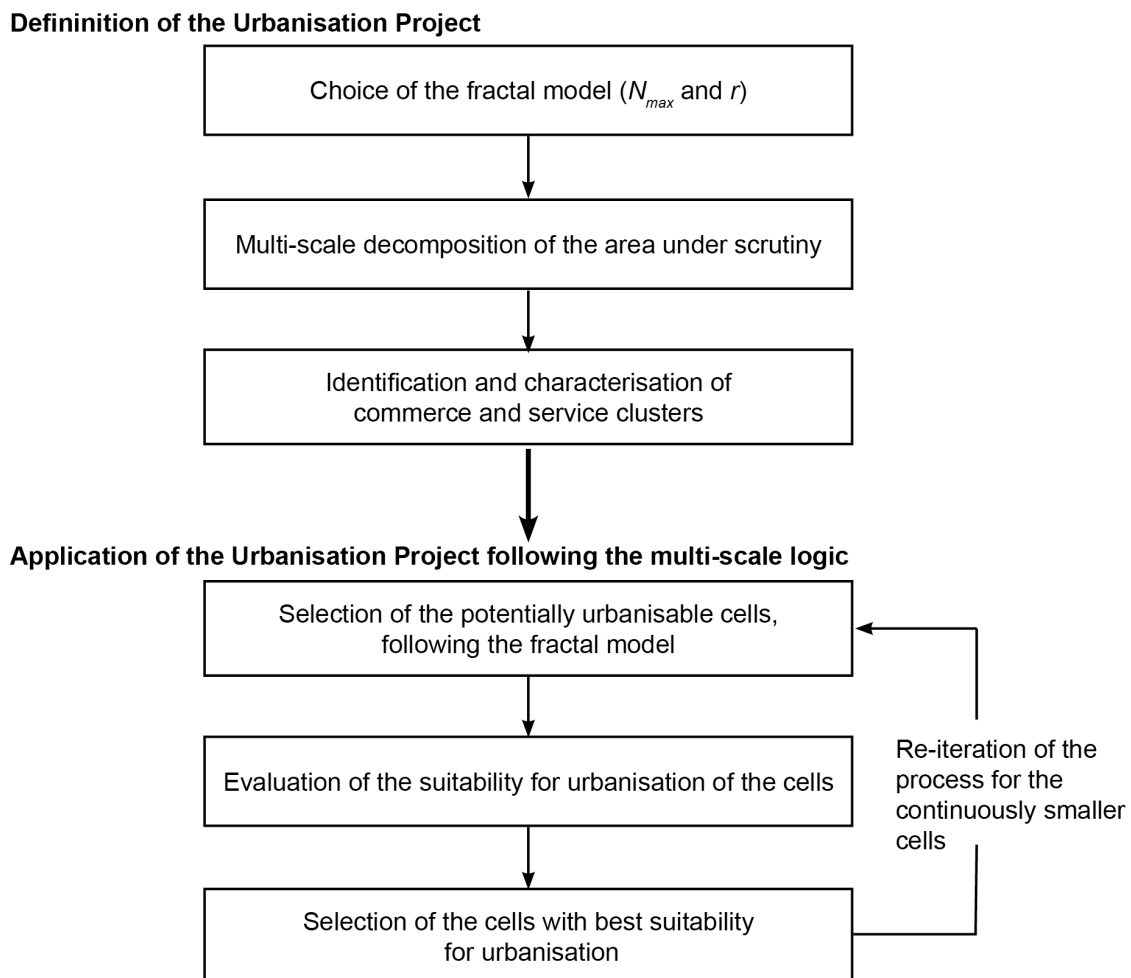 Defininition of the Urbanisation Project
Choice of the fractal model (Nmax and r)
Multi-scale decomposition of the area under scrutiny
Identification and characterisation of
commerce and service clusters
Application of the Urbanisation Project following the multi-scale logic
Selection of the potentially urbanisable cells,
following the fractal model
Evaluation of the suitability for urbanisation of the cells
Re-iteration of the
process for the
continuously smaller
cells
Selection of the cells with best suitability
for urbanisation